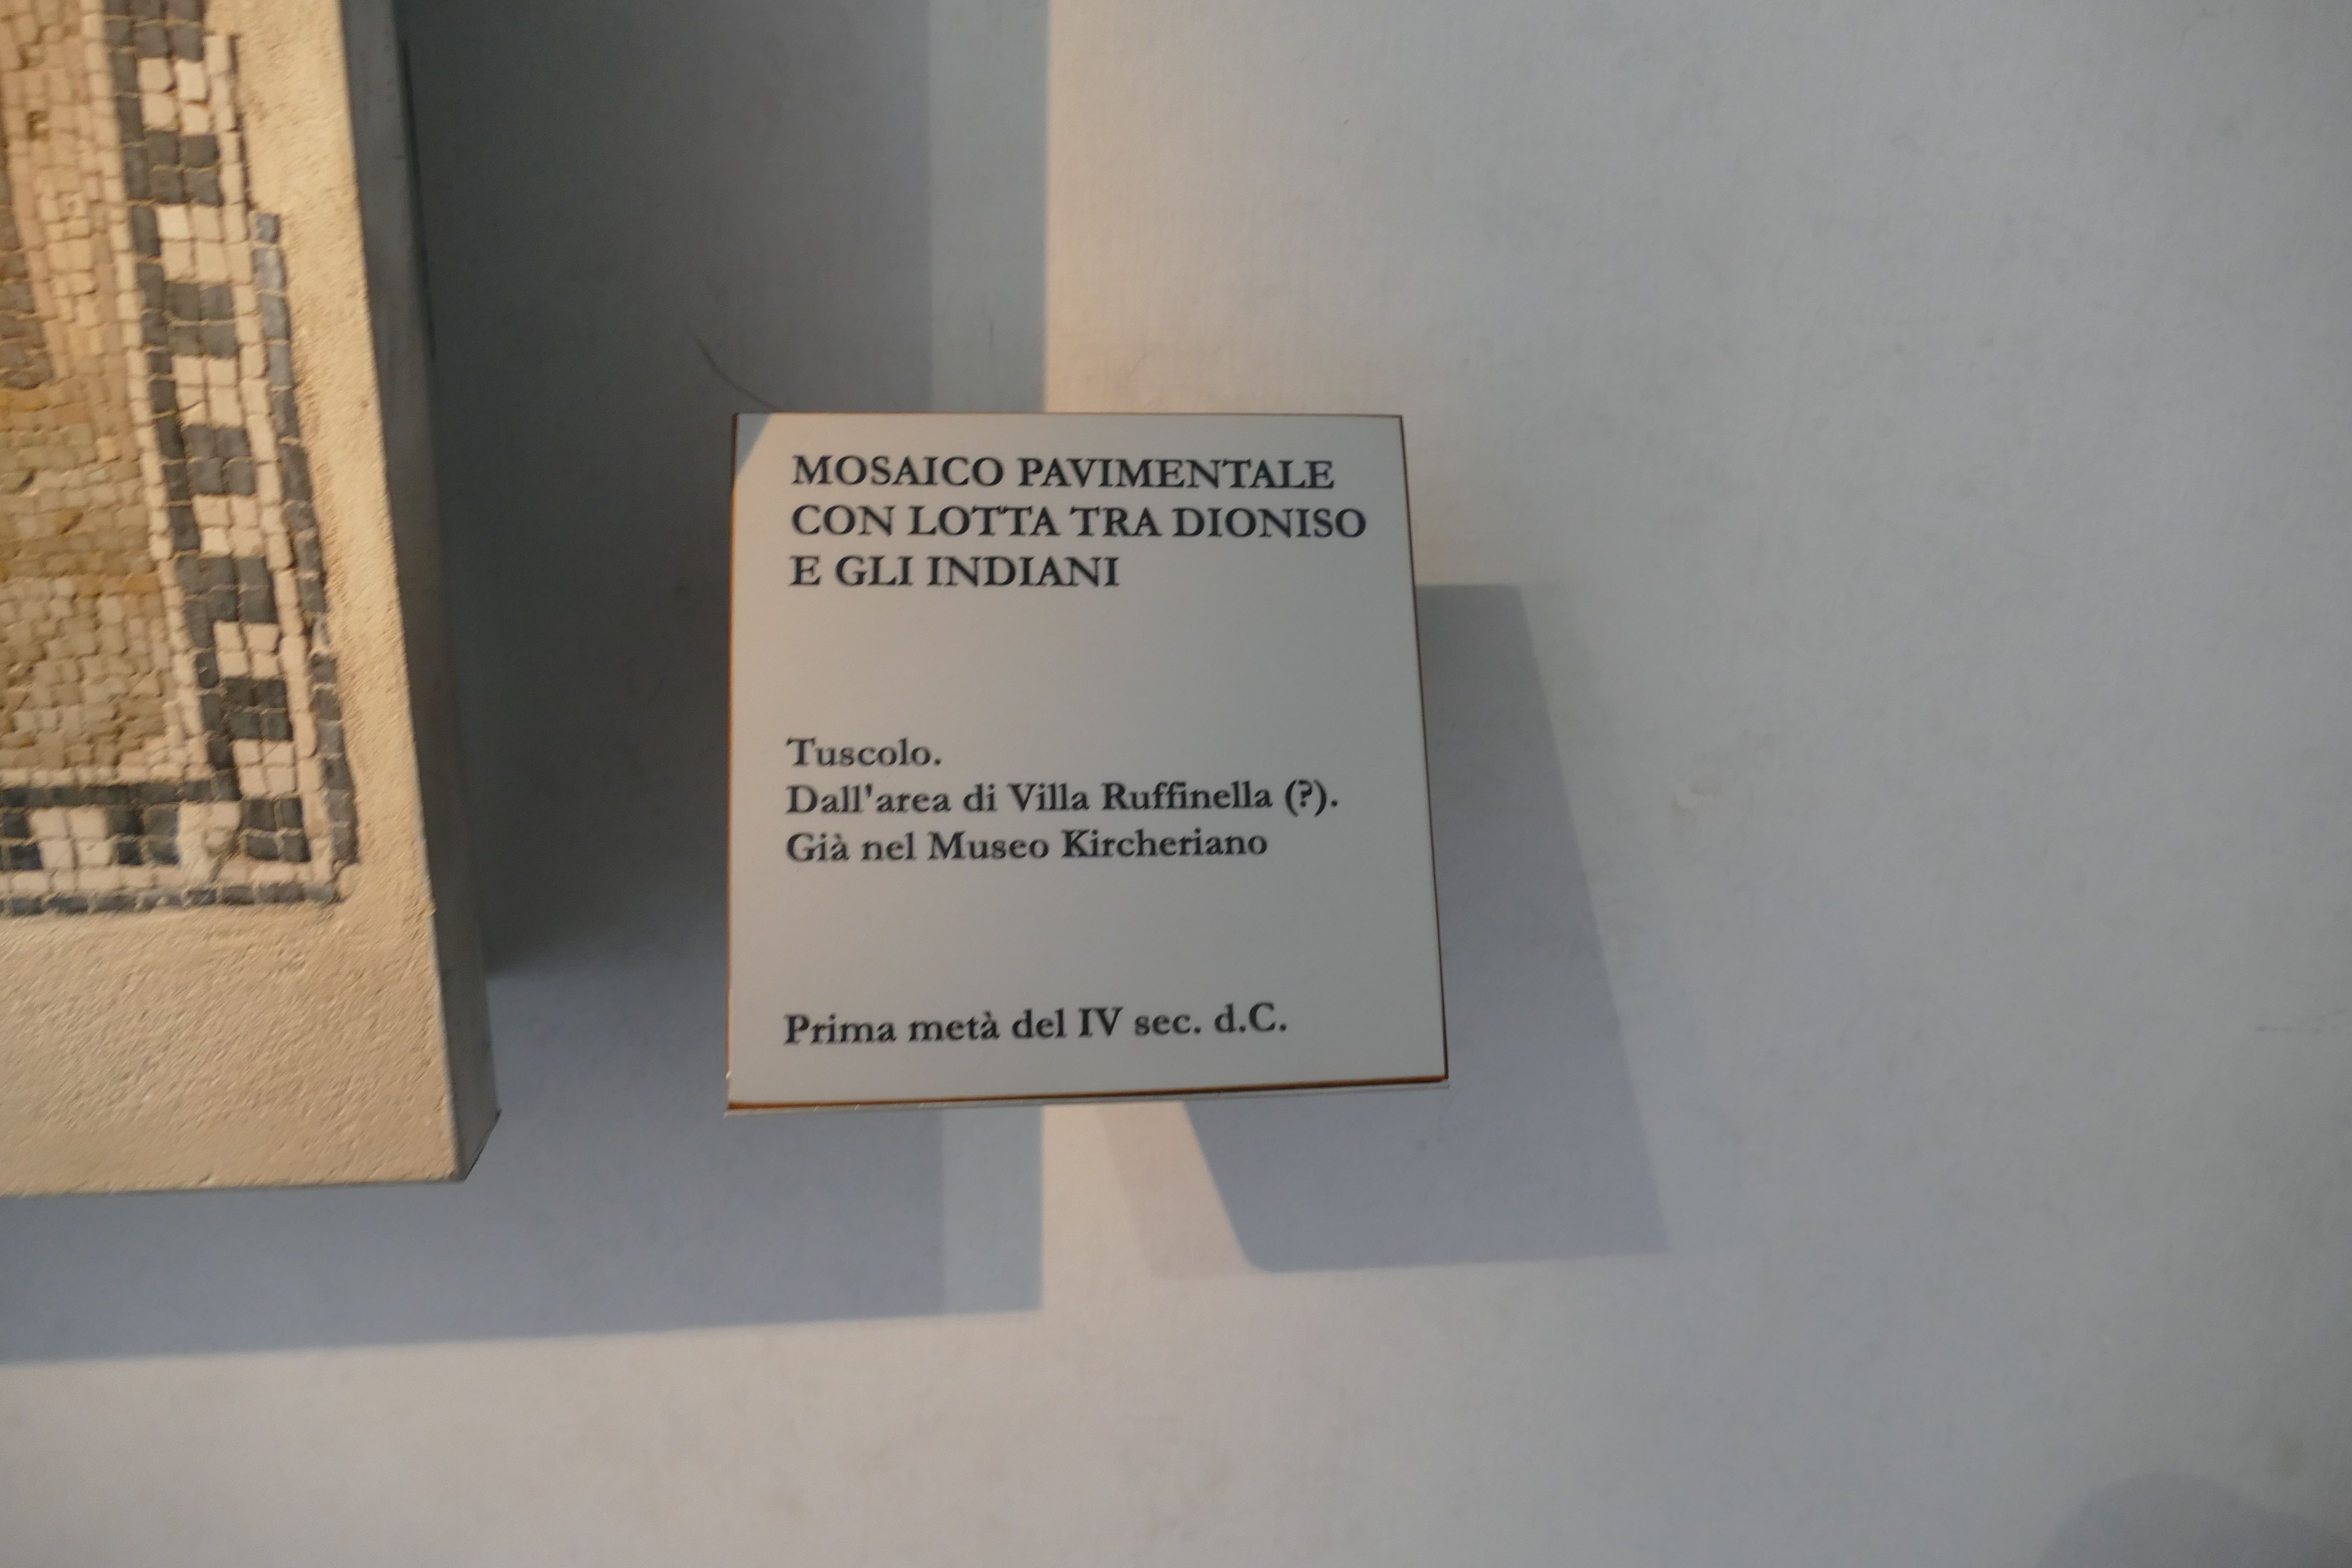 MOSAICO PAVIMENTALE
CON LOTTA TRA DIONISO
E GLI INDIANI
Tuscolo.
Dall'area di Villa Ruffinella (?).
Già nel Museo Kircheriano
Prima metà del IV sec. d.C.